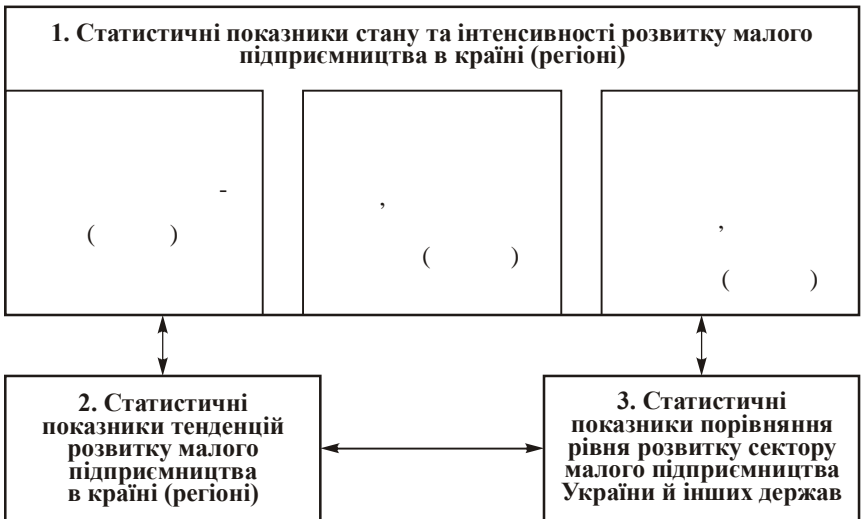 1. Статистичні показники стану та інтенсивності розвитку малого
підприємництва в країні (регіоні)
-
( )
,
( )
,
( )
2. Статистичні
показники тенденцій
розвитку малого
підприємництва
в країні (регіоні)
3. Статистичні
показники порівняння
рівня розвитку сектору
малого підприємництва
України й інших держав